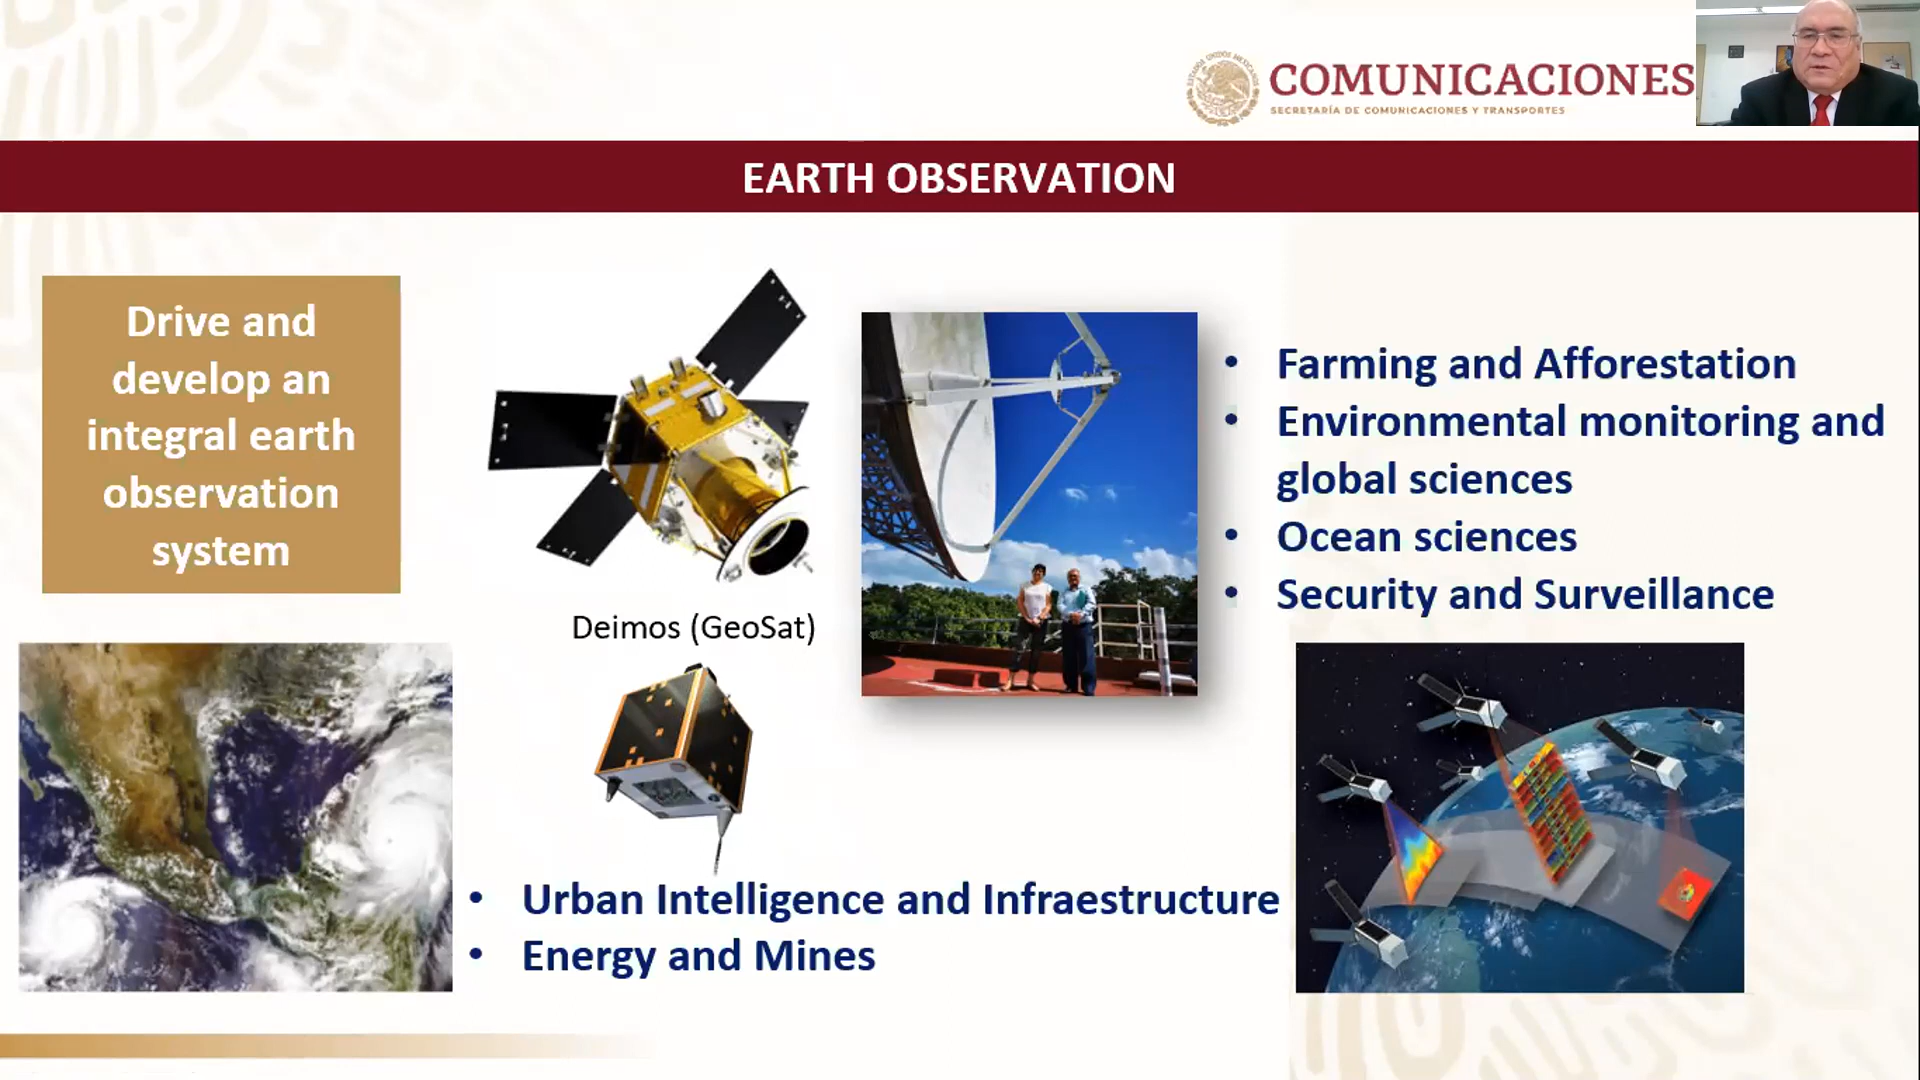 COMUNICACIONES
SECRETARÍA DE COMUNICACIONES Y TRANSPORTES
EARTH OBSERVATION
Drive and
develop an
integral earth
observation
system
Deimos (GeoSat)
• Farming and Afforestation
• Environmental monitoring and
global sciences
• Ocean sciences
• Security and Surveillance
• Urban Intelligence and Infraestructure
• Energy and Mines